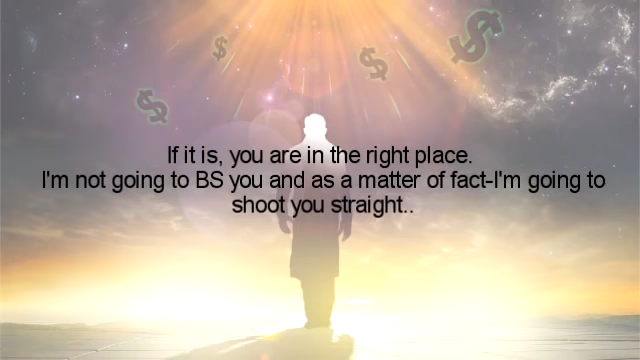 If it is, you are in the right place.
I'm not going to BS you and as a matter of fact-I'm going to
shoot you straight..